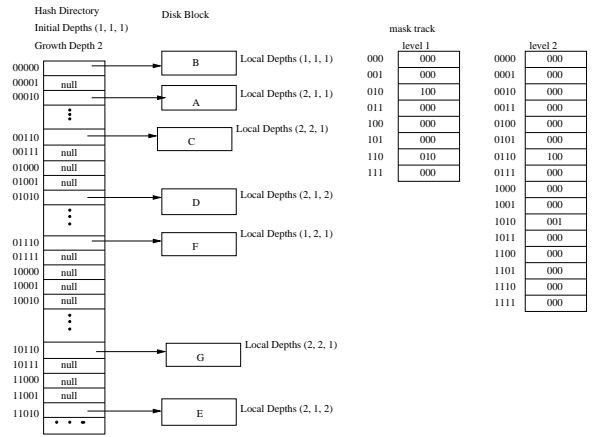 Hash Directory
Initial Depths (1, 1, 1)
Growth Depth 2
Disk Block
00000
B
Local Depths (1, 1, 1)
00001 null
00010
A
Local Depths (2, 1, 1)
00110
C
Local Depths (2, 2, 1)
00111 null
01000 null
01001 null
01010
D
Local Depths (2, 1, 2)
01110
F
Local Depths (1, 2, 1)
01111 null
10000 null
10001 null
10010 null
10110
G
Local Depths (2, 2, 1)
10111 null
11000 null
11001 null
11010
E
Local Depths (2, 1, 2)
mask track
level 1
000 000
001 000
010 100
011 000
100 000
101 000
110 010
111 000
level 2
0000 000
0001 000
0010 000
0011 000
0100 000
0101 000
0110 100
0111 000
1000 000
1001 000
1010 001
1011 000
1100 000
1101 000
1110 000
1111 000